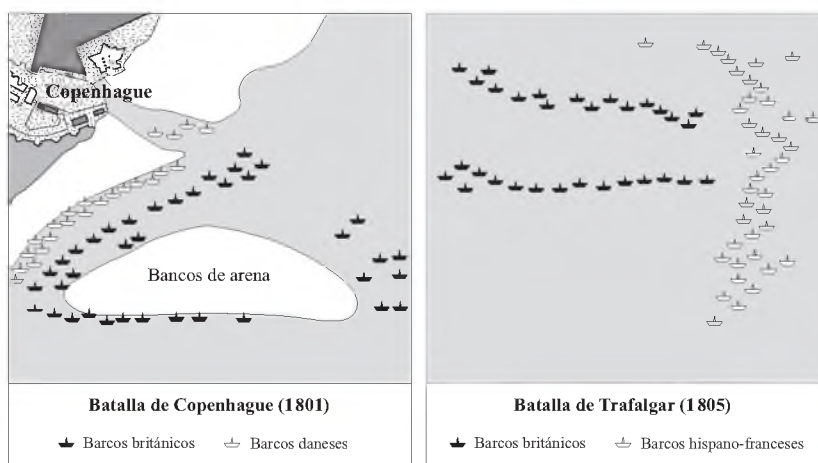 Copenhague
Bancos de arena
Batalla de Copenhague (1801)
Barcos británicos Barcos daneses
Batalla de Trafalgar (1805)
Barcos británicos Barcos hispano-franceses